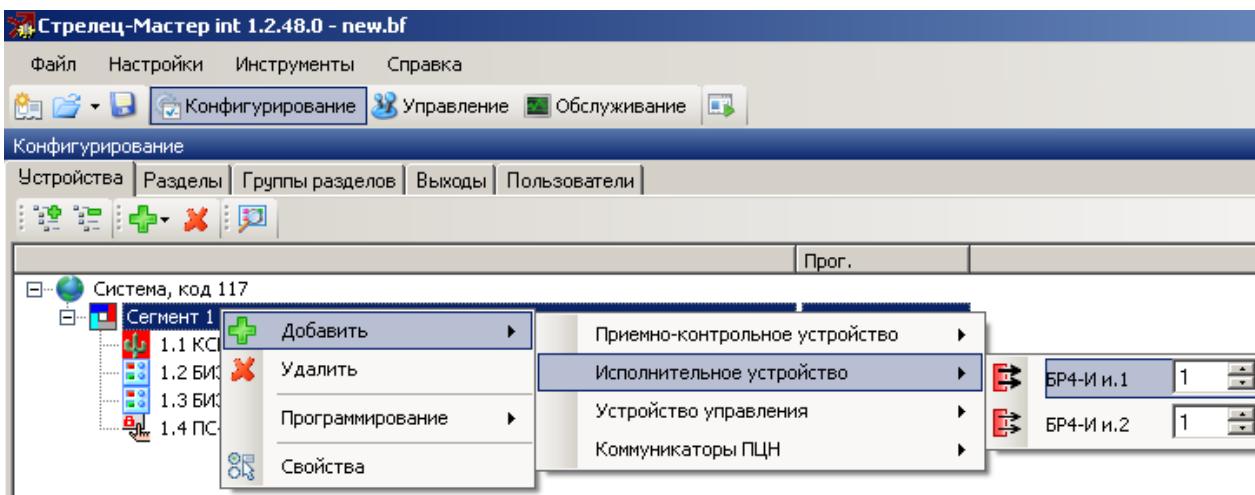 Стрелец-Мастер int 1.2.48.0 - new.bf
Файл Настройки Инструменты Справка
Конфигурирование Управление Обслуживание
Конфигурирование
Устройства Разделы Группы разделов Выходы Пользователи
Прог.
Система, код 117
Сегмент 1
1.1
1.2
1.3
1.4 ПС-
Добавить
Удалить
Программирование
Свойства
Приемно-контрольное устройство
Исполнительное устройство
Устройство управления
Коммуникаторы ПЦН
БР4-И и.1 1
БР4-И и.2 1